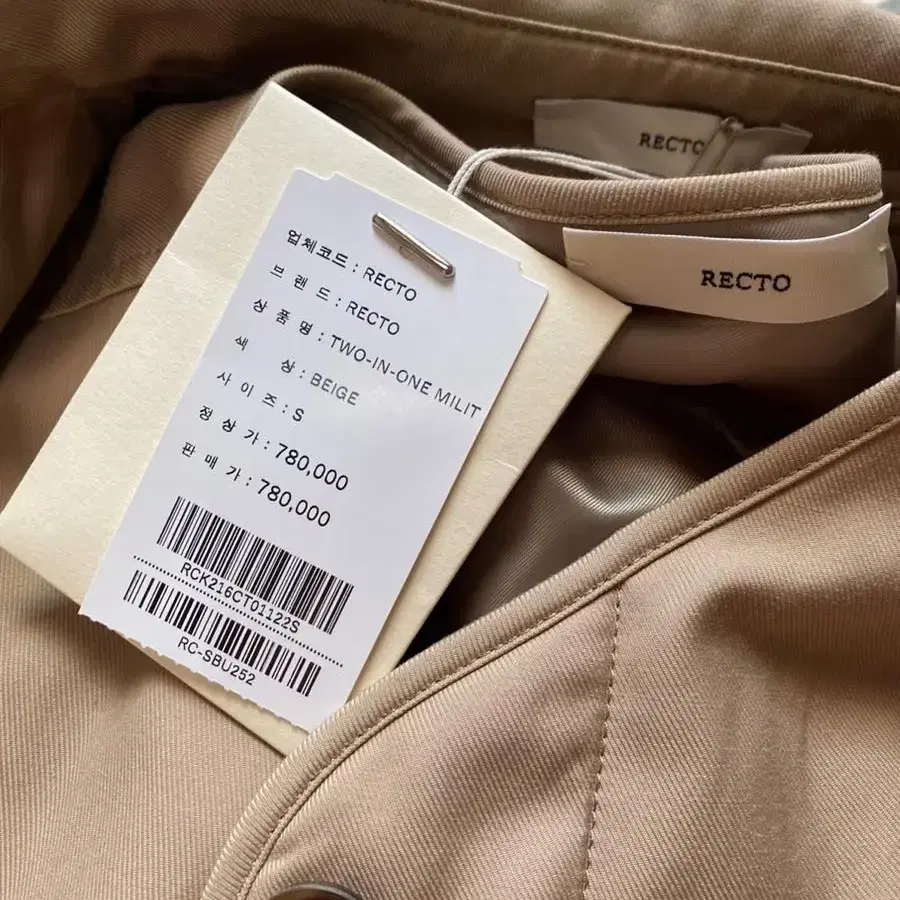 RECTO
RECTO
업체코드 : RECTO
브 랜 드 : RECTO
상 품 명 : TWO-IN-ONE MILIT
색 상 : BEIGE
사 이 즈 : S
정 상 가 : 780,000
판 매 가 : 780,000
RCK216CT01122S
RC-SBU252